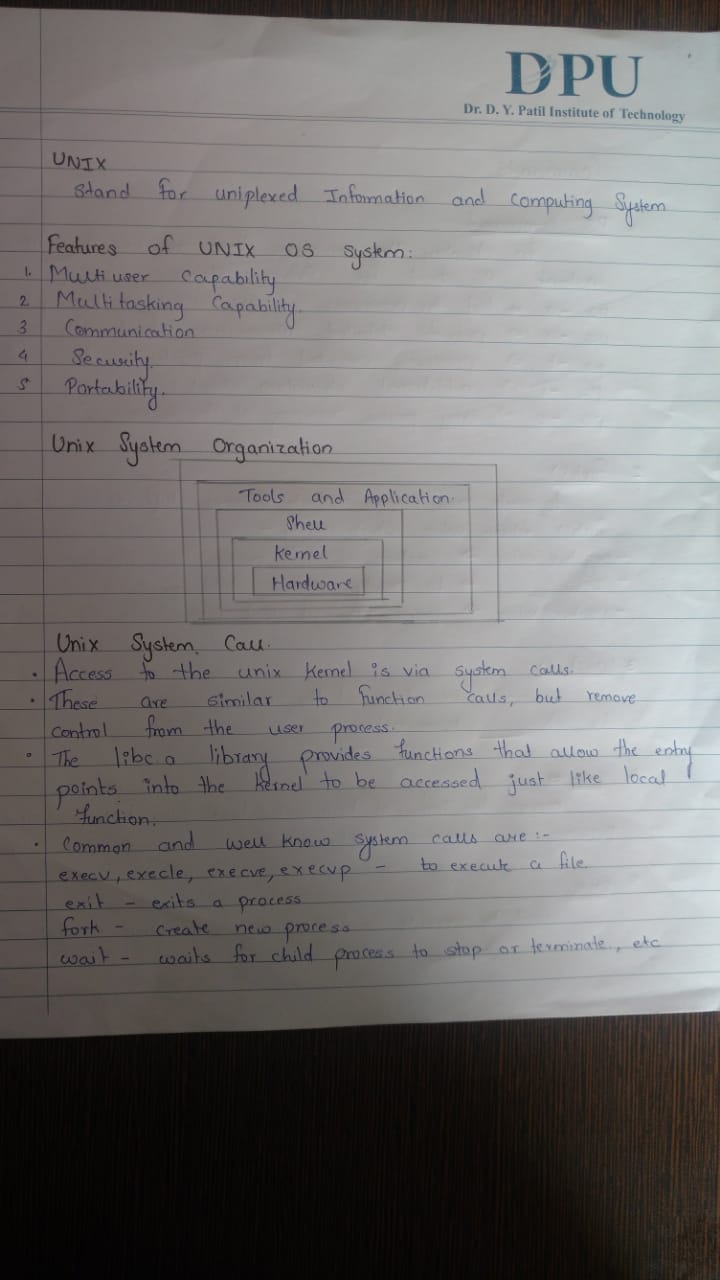 DPU
Dr. D. Y. Patil Institute of Technology
UNIX
Stand for uniplexed Information and Computing System
Features of UNIX OS System:
1. Multi user Capability
2 Multi tasking Capability.
3 Communication
4 Security.
5 Portability.
Unix System Organization
Tools and Application.
Shell
Kernel
Hardware
Unix System Call.
• Access to the unix Kernel is via system calls.
• These are similar to function calls, but remove
control from the user process.
• The libc a library provides functions that allow the entry
points into the kernel to be accessed just like local
function.
• Common and well know system calls are :-
execv, execle, execve, execvp - to execute a file
exit - exits a process
fork - create new process
wait - waits for child process to stop or terminate, etc